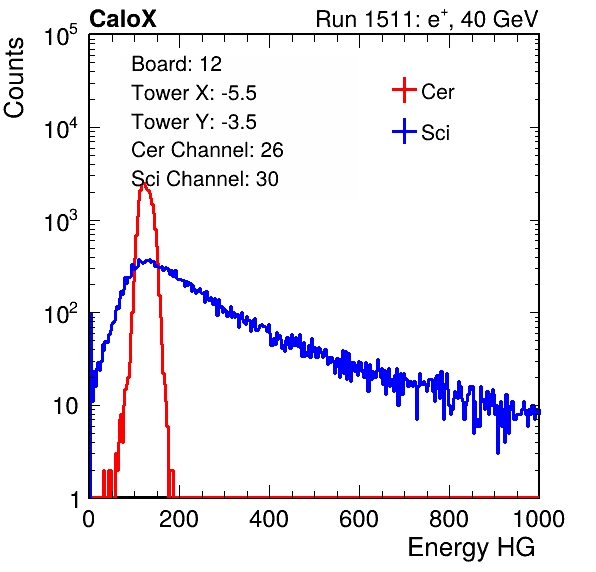 CaloX Run 1511: e+, 40 GeV
Counts
Board: 12
Tower X: -5.5
Tower Y: -3.5
Cer Channel: 26
Sci Channel: 30
Cer
Sci
10^5
10^4
10^3
10^2
10
1
0 200 400 600 800 1000
Energy HG